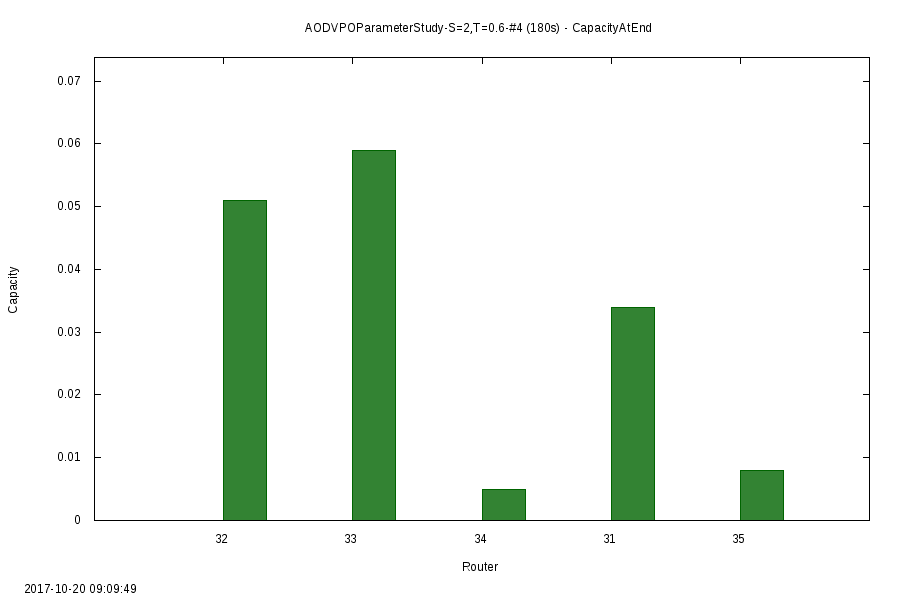 AODVPOParameterStudy-S=2,T=0.6-#4 (180s) - CapacityAtEnd
0.07
0.06
0.05
0.04
0.03
0.02
0.01
0
Capacity
32 33 34 31 35
Router
2017-10-20 09:09:49